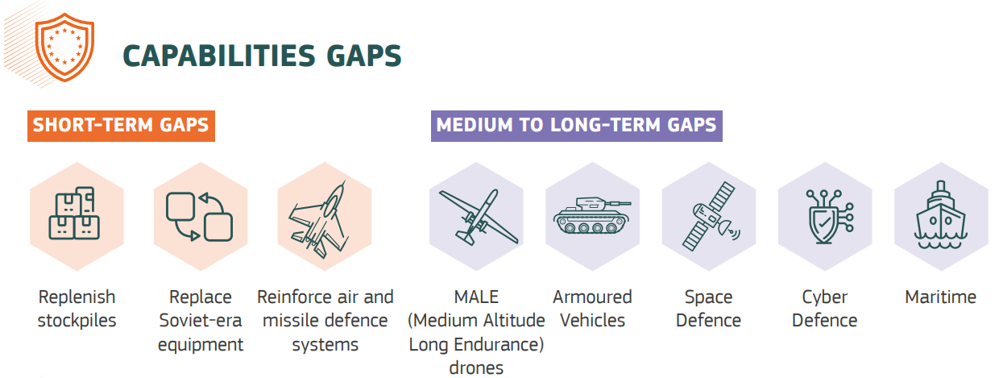 CAPABILITIES GAPS
SHORT-TERM GAPS
Replenish
stockpiles
Replace
Soviet-era
equipment
Reinforce air and
missile defence
systems
MEDIUM TO LONG-TERM GAPS
MALE
(Medium Altitude
Long Endurance)
drones
Armoured
Vehicles
Space
Defence
Cyber
Defence
Maritime